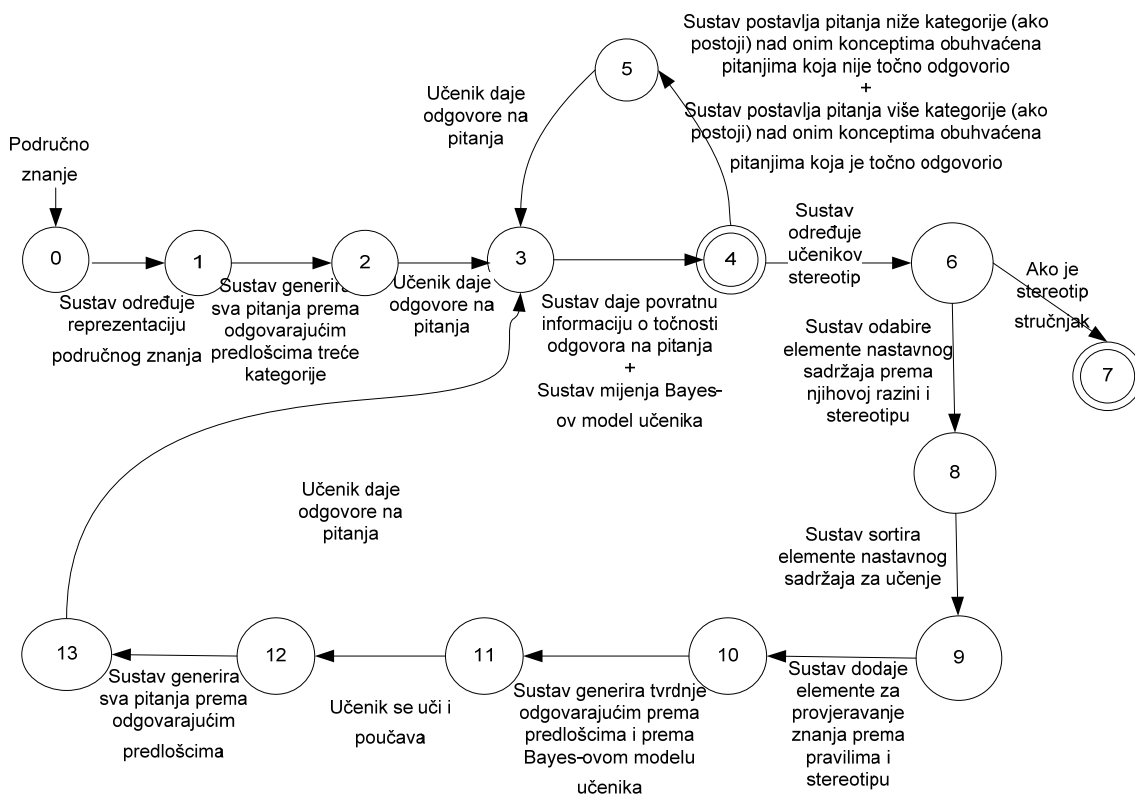 Sustav postavlja pitanja niže kategorije (ako
postoji) nad onim konceptima obuhvaćena
pitanjima koja nije točno odgovorio
+
Sustav postavlja pitanja više kategorije (ako
postoji) nad onim konceptima obuhvaćena
pitanjima koja je točno odgovorio
5
Učenik daje
odgovore na
pitanja
Područno
znanje
0
1
2
3
4
6
7
Sustav određuje
reprezentaciju
područnog znanja
Sustav generira
sva pitanja prema
odgovarajućim
predlošcima treće
kategorije
Učenik daje
odgovore na
pitanja
Sustav daje povratnu
informaciju o točnosti
odgovora na pitanja
+
Sustav mijenja Bayes-
ov model učenika
Sustav
određuje
učenikov
stereotip
Ako je
stereotip
stručnjak
Sustav odabire
elemente nastavnog
sadržaja prema
njihovoj razini i
stereotipu
8
Učenik daje
odgovore na
pitanja
Sustav sortira
elemente nastavnog
sadržaja za učenje
13
12
11
10
9
Sustav generira
sva pitanja prema
odgovarajućim
predlošcima
Učenik se uči i
poučava
Sustav generira tvrdnje
odgovarajućim prema
predlošcima i prema
Bayes-ovom modelu
učenika
Sustav dodaje
elemente za
provjeravanje
znanja prema
pravilima i
stereotipu